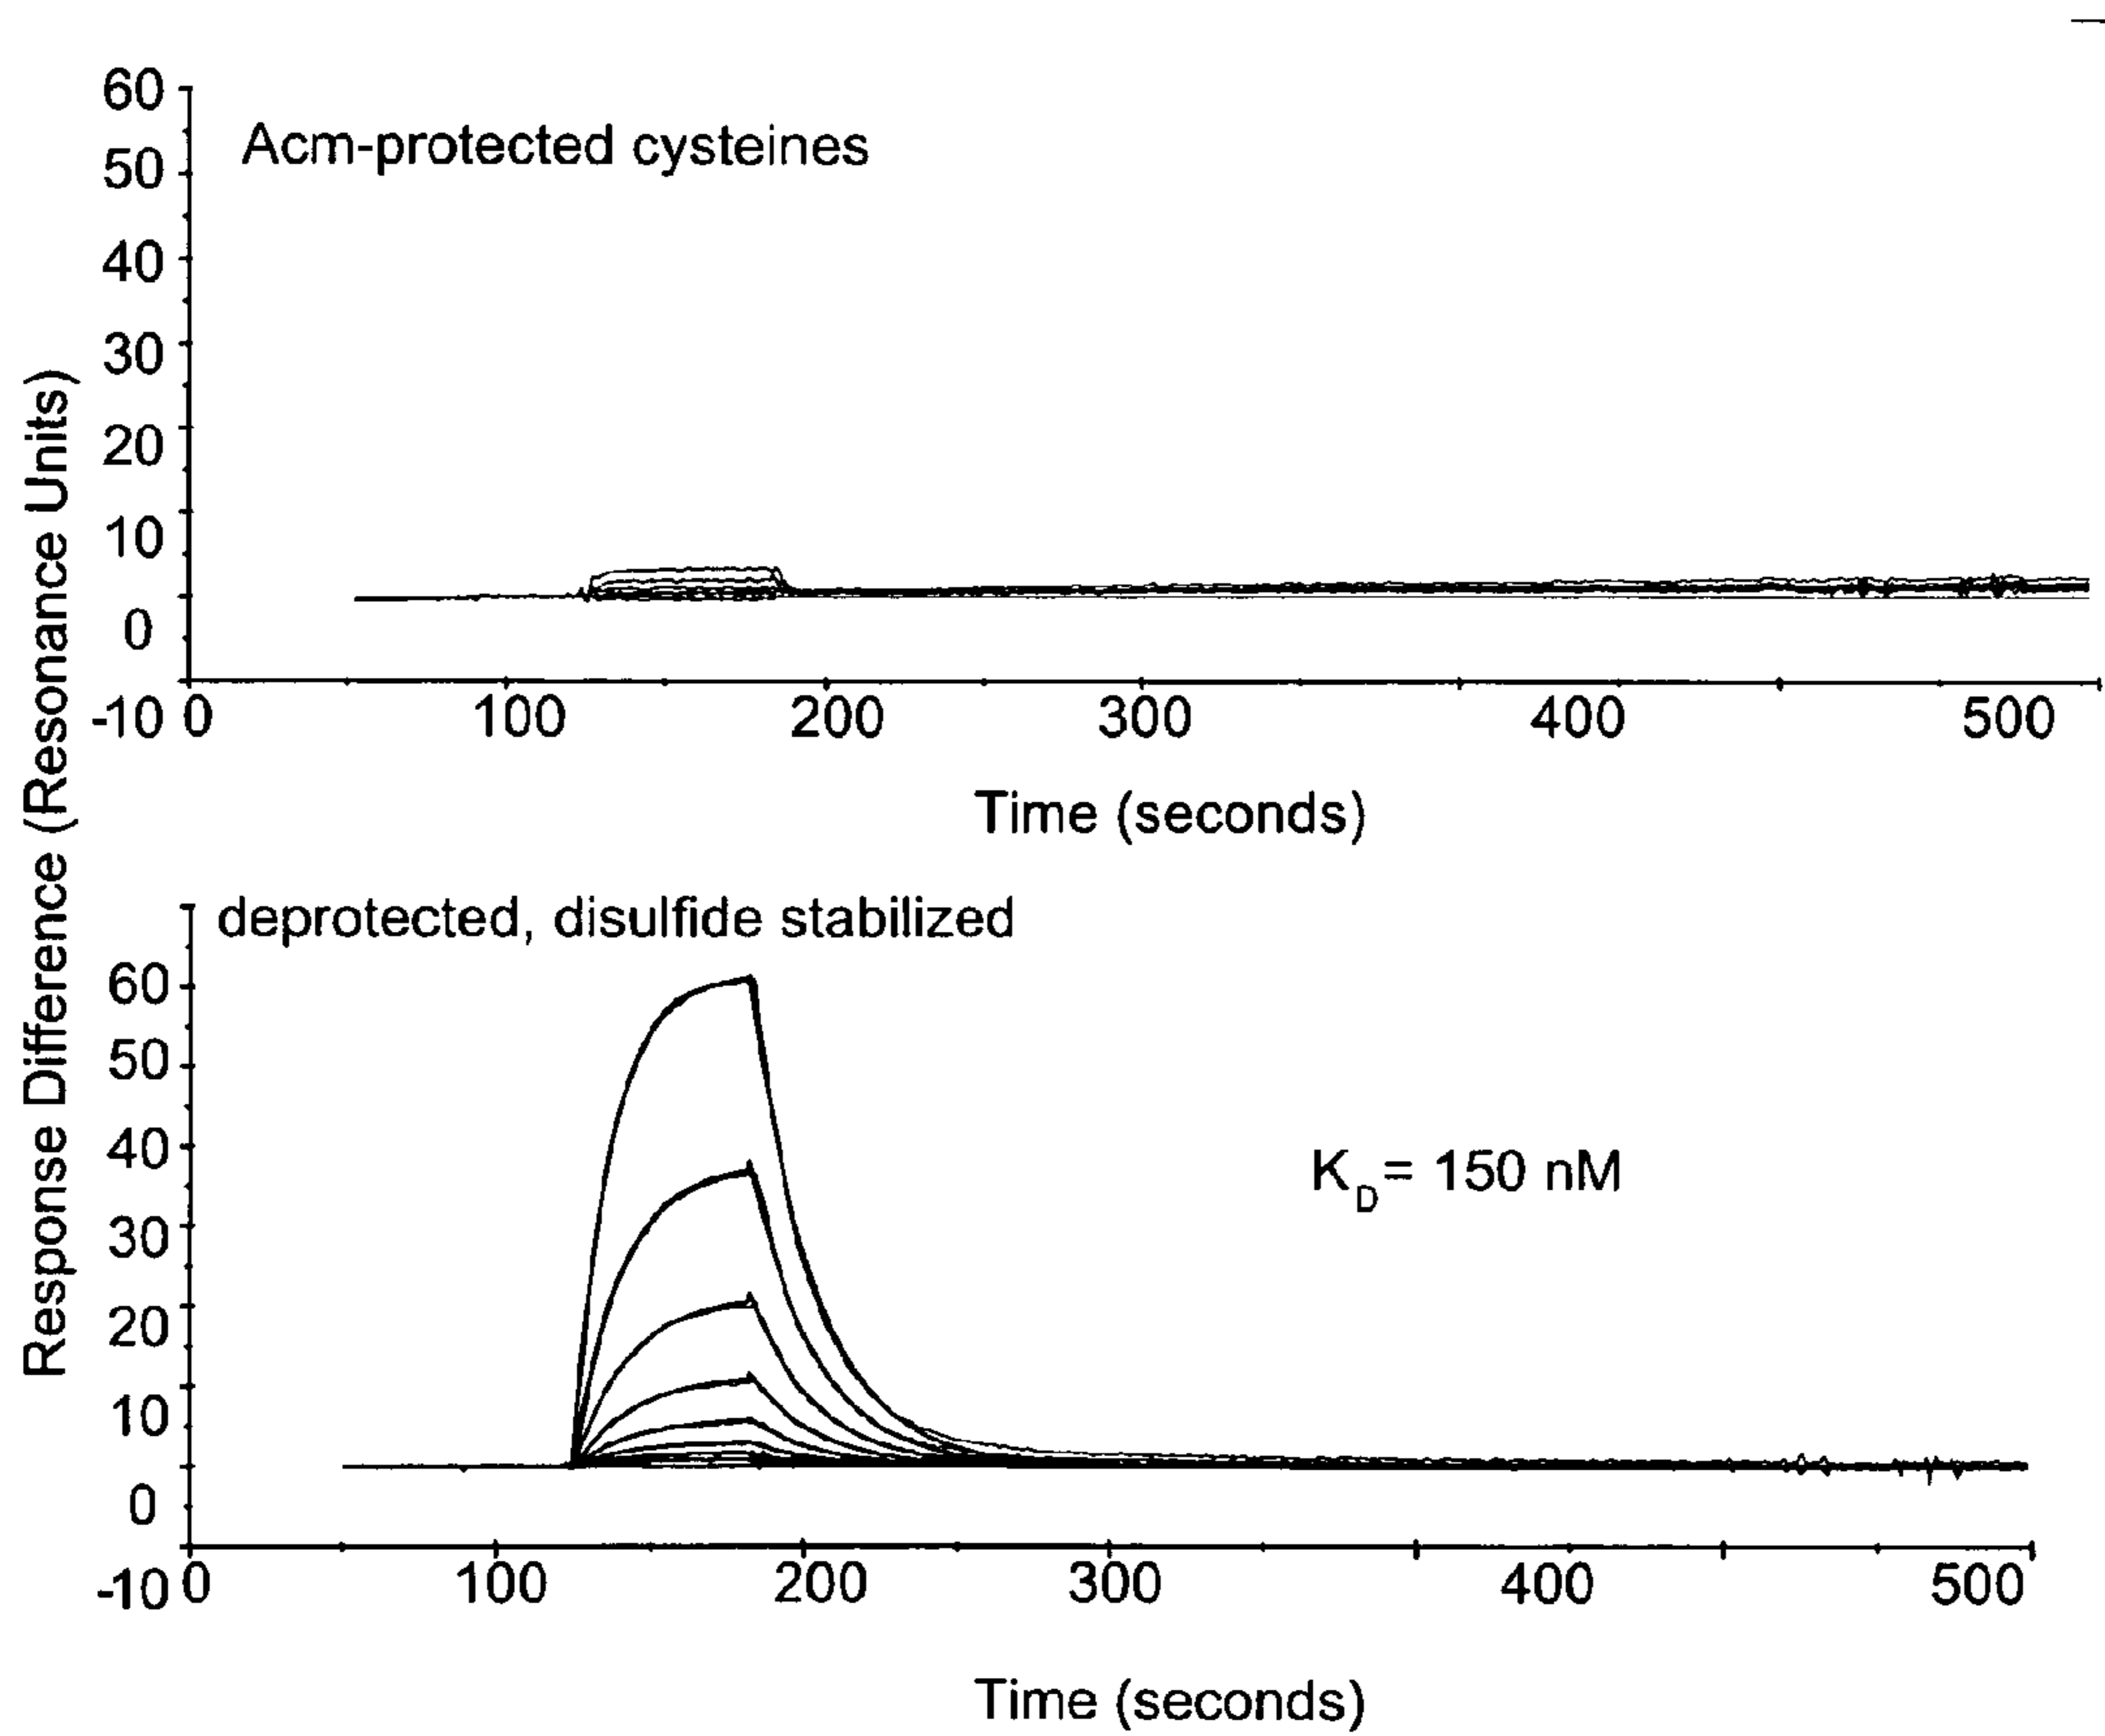 60
Acm-protected cysteines
50
40
30
20
10
0
-10 0 100 200 300 400 500
Time (seconds)
Response Difference (Resonance Units)
deprotected, disulfide stabilized
60
50
40
K_D = 150 nM
30
20
10
0
-10 0 100 200 300 400 500
Time (seconds)